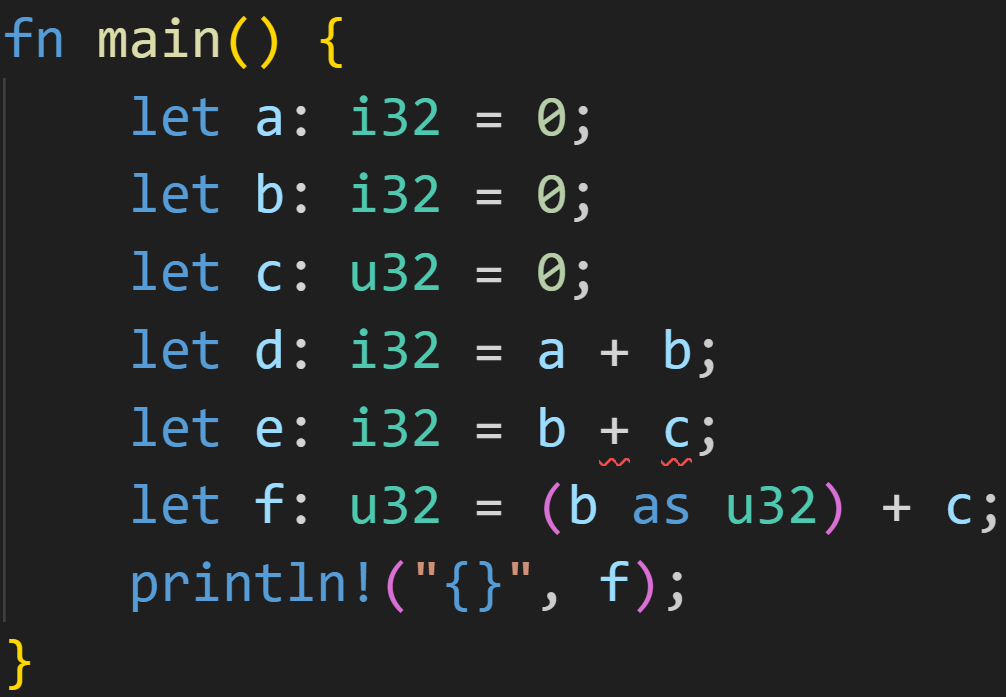 fn main() {
    let a: i32 = 0;
    let b: i32 = 0;
    let c: u32 = 0;
    let d: i32 = a + b;
    let e: i32 = b + c;
    let f: u32 = (b as u32) + c;
    println!("{}", f);
}